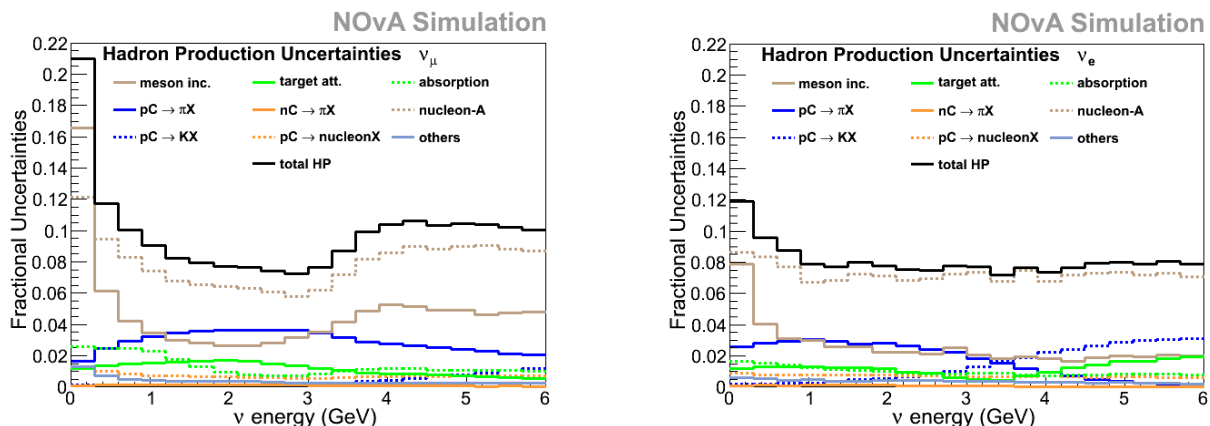 NOvA Simulation
Hadron Production Uncertainties ν_μ
meson inc. target att. absorption
pC → πX nC → πX nucleon-A
pC → KX pC → nucleonX others
total HP
Fractional Uncertainties
0.22
0.2
0.18
0.16
0.14
0.12
0.1
0.08
0.06
0.04
0.02
0
0 1 2 3 4 5 6
ν energy (GeV)
NOvA Simulation
Hadron Production Uncertainties ν_e
meson inc. target att. absorption
pC → πX nC → πX nucleon-A
pC → KX pC → nucleonX others
total HP
Fractional Uncertainties
0.22
0.2
0.18
0.16
0.14
0.12
0.1
0.08
0.06
0.04
0.02
0
0 1 2 3 4 5 6
ν energy (GeV)